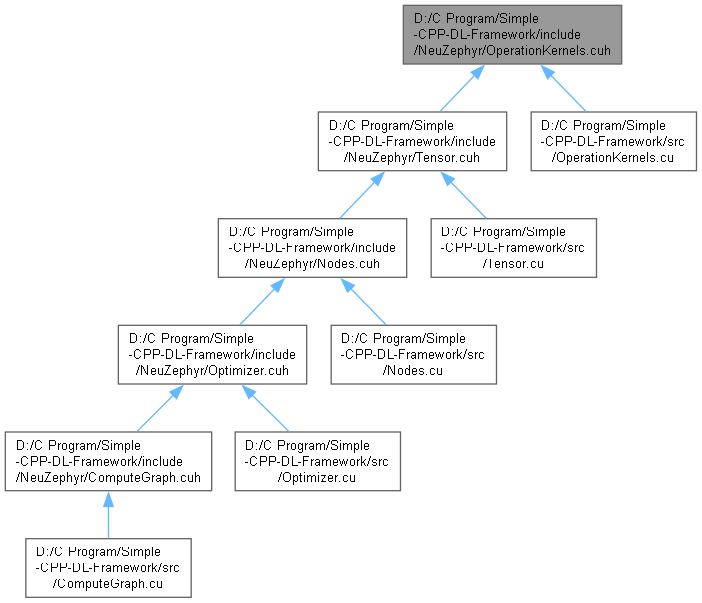 D:/C Program/Simple
-CPP-DL-Framework/include
/NeuZephyr/OperationKernels.cuh
D:/C Program/Simple
-CPP-DL-Framework/include
/NeuZephyr/Tensor.cuh
D:/C Program/Simple
-CPP-DL-Framework/src
/OperationKernels.cu
D:/C Program/Simple
-CPP-DL-Framework/include
/NeuZephyr/Nodes.cuh
D:/C Program/Simple
-CPP-DL-Framework/src
/Tensor.cu
D:/C Program/Simple
-CPP-DL-Framework/include
/NeuZephyr/Optimizer.cuh
D:/C Program/Simple
-CPP-DL-Framework/src
/Nodes.cu
D:/C Program/Simple
-CPP-DL-Framework/include
/NeuZephyr/ComputeGraph.cuh
D:/C Program/Simple
-CPP-DL-Framework/src
/Optimizer.cu
D:/C Program/Simple
-CPP-DL-Framework/src
/ComputeGraph.cu